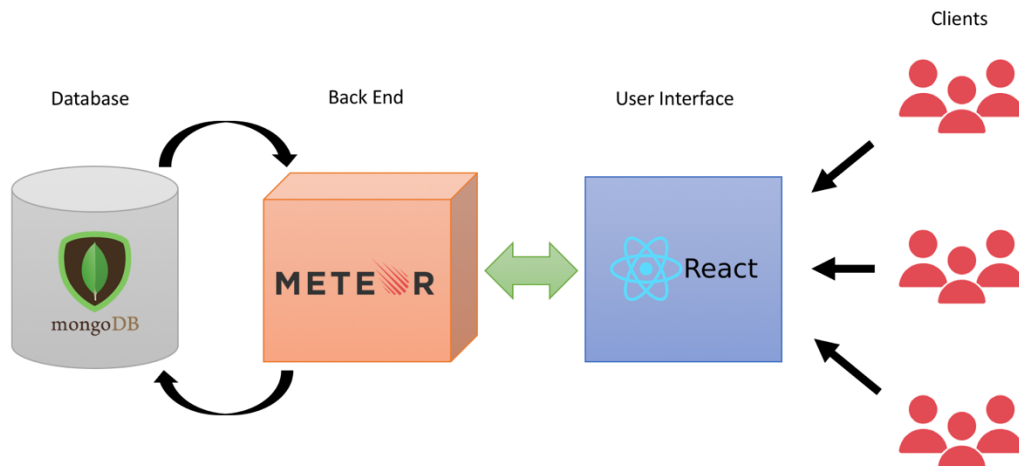 Clients
Database
Back End
User Interface
mongoDB
METEOR
React